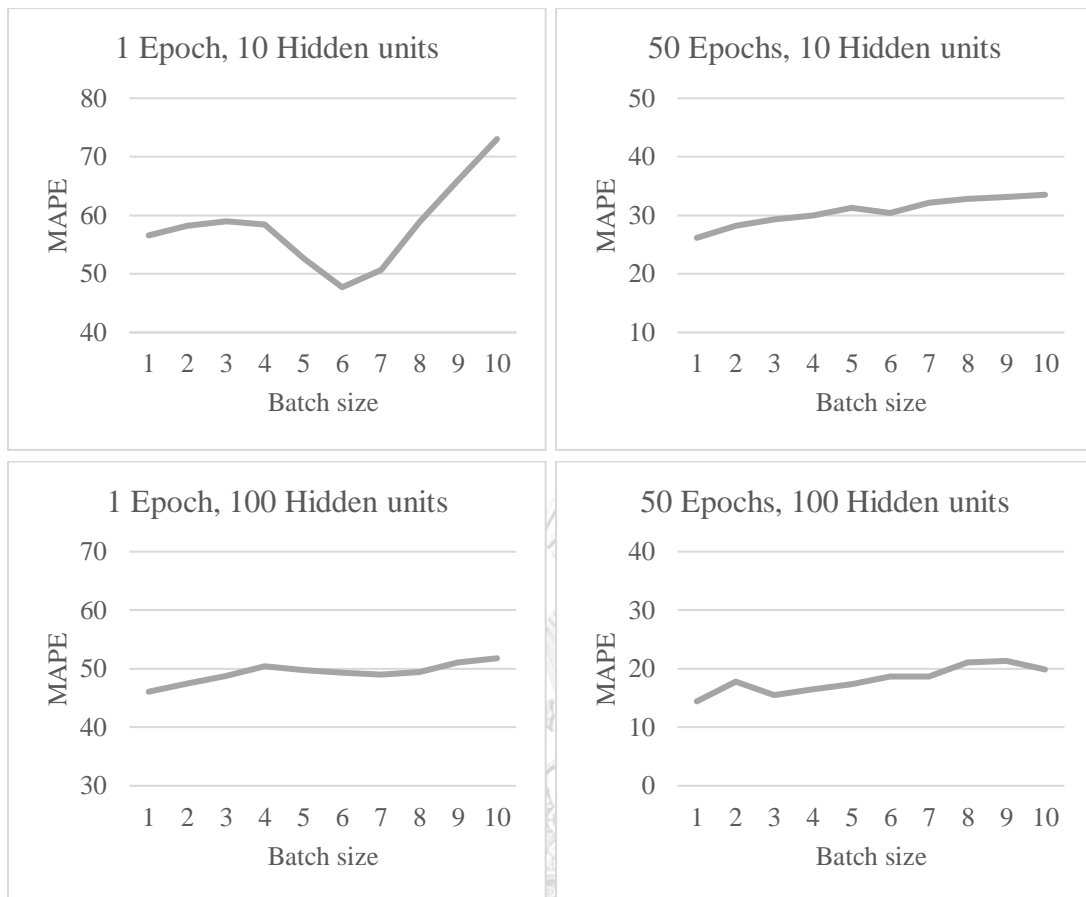 1 Epoch, 10 Hidden units
80
70
60
50
40
MAPE
1 2 3 4 5 6 7 8 9 10
Batch size
50 Epochs, 10 Hidden units
50
40
30
20
10
MAPE
1 2 3 4 5 6 7 8 9 10
Batch size
1 Epoch, 100 Hidden units
70
60
50
40
30
MAPE
1 2 3 4 5 6 7 8 9 10
Batch size
50 Epochs, 100 Hidden units
40
30
20
10
0
MAPE
1 2 3 4 5 6 7 8 9 10
Batch size